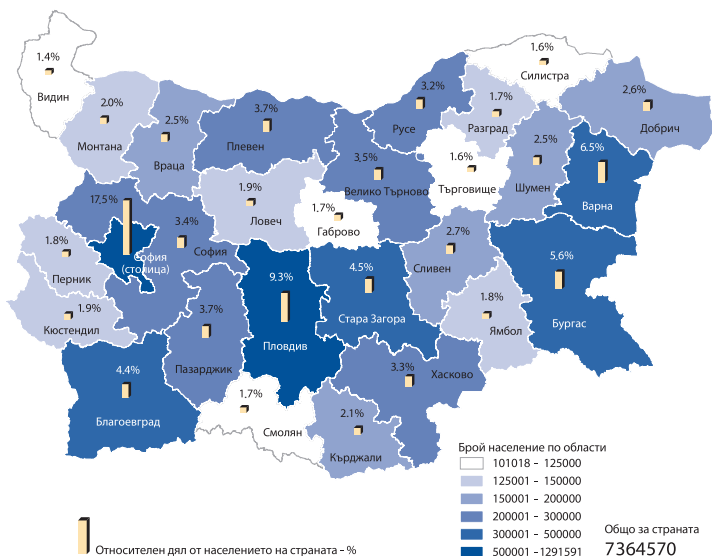 1.4%
Видин
2.0%
Монтана
2.5%
Враца
3.7%
Плевен
3,2%
Русе
1.6%
Силистра
1.7%
Разград
2.6%
Добрич
2.5%
Шумен
6.5%
Варна
1.6%
Търговище
3,5%
Велико Търново
1.9%
Ловеч
1,7%
Габрово
17,5%
София
(столица)
3.4%
София
1.8%
Перник
1.9%
Кюстендил
9.3%
Пловдив
4.5%
Стара Загора
2.7%
Сливен
5,6%
Бургас
1.8%
Ямбол
3.7%
Пазарджик
4.4%
Благоевград
1.7%
Смолян
3.3%
Хасково
2.1%
Кърджали
Брой население по области
101018 – 125000
125001 – 150000
150001 – 200000
200001 – 300000
300001 – 500000
500001 –1291591
Общо за страната
7364570
Относителен дял от населението на страната – %